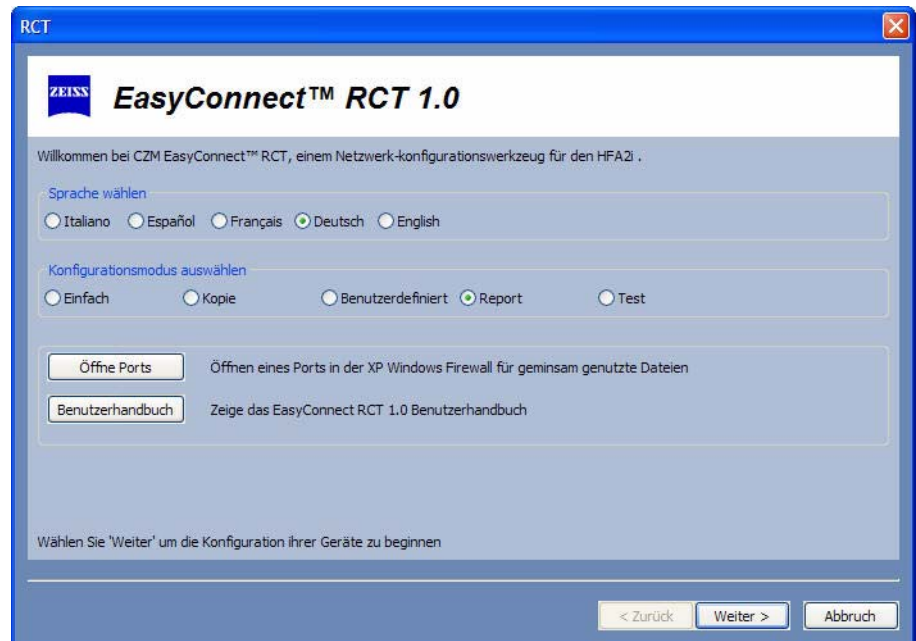 RCT
ZEISS
EasyConnect™ RCT 1.0
Willkommen bei CZM EasyConnect™ RCT, einem Netzwerk-konfigurationswerkzeug für den HFA2i .
Sprache wählen
Italiano Español Français Deutsch English
Konfigurationsmodus auswählen
Einfach Kopie Benutzerdefiniert Report Test
Öffne Ports Öffnen eines Ports in der XP Windows Firewall für geminsam genutzte Dateien
Benutzerhandbuch Zeige das EasyConnect RCT 1.0 Benutzerhandbuch
Wählen Sie 'Weiter' um die Konfiguration ihrer Geräte zu beginnen
< Zurück Weiter > Abbruch